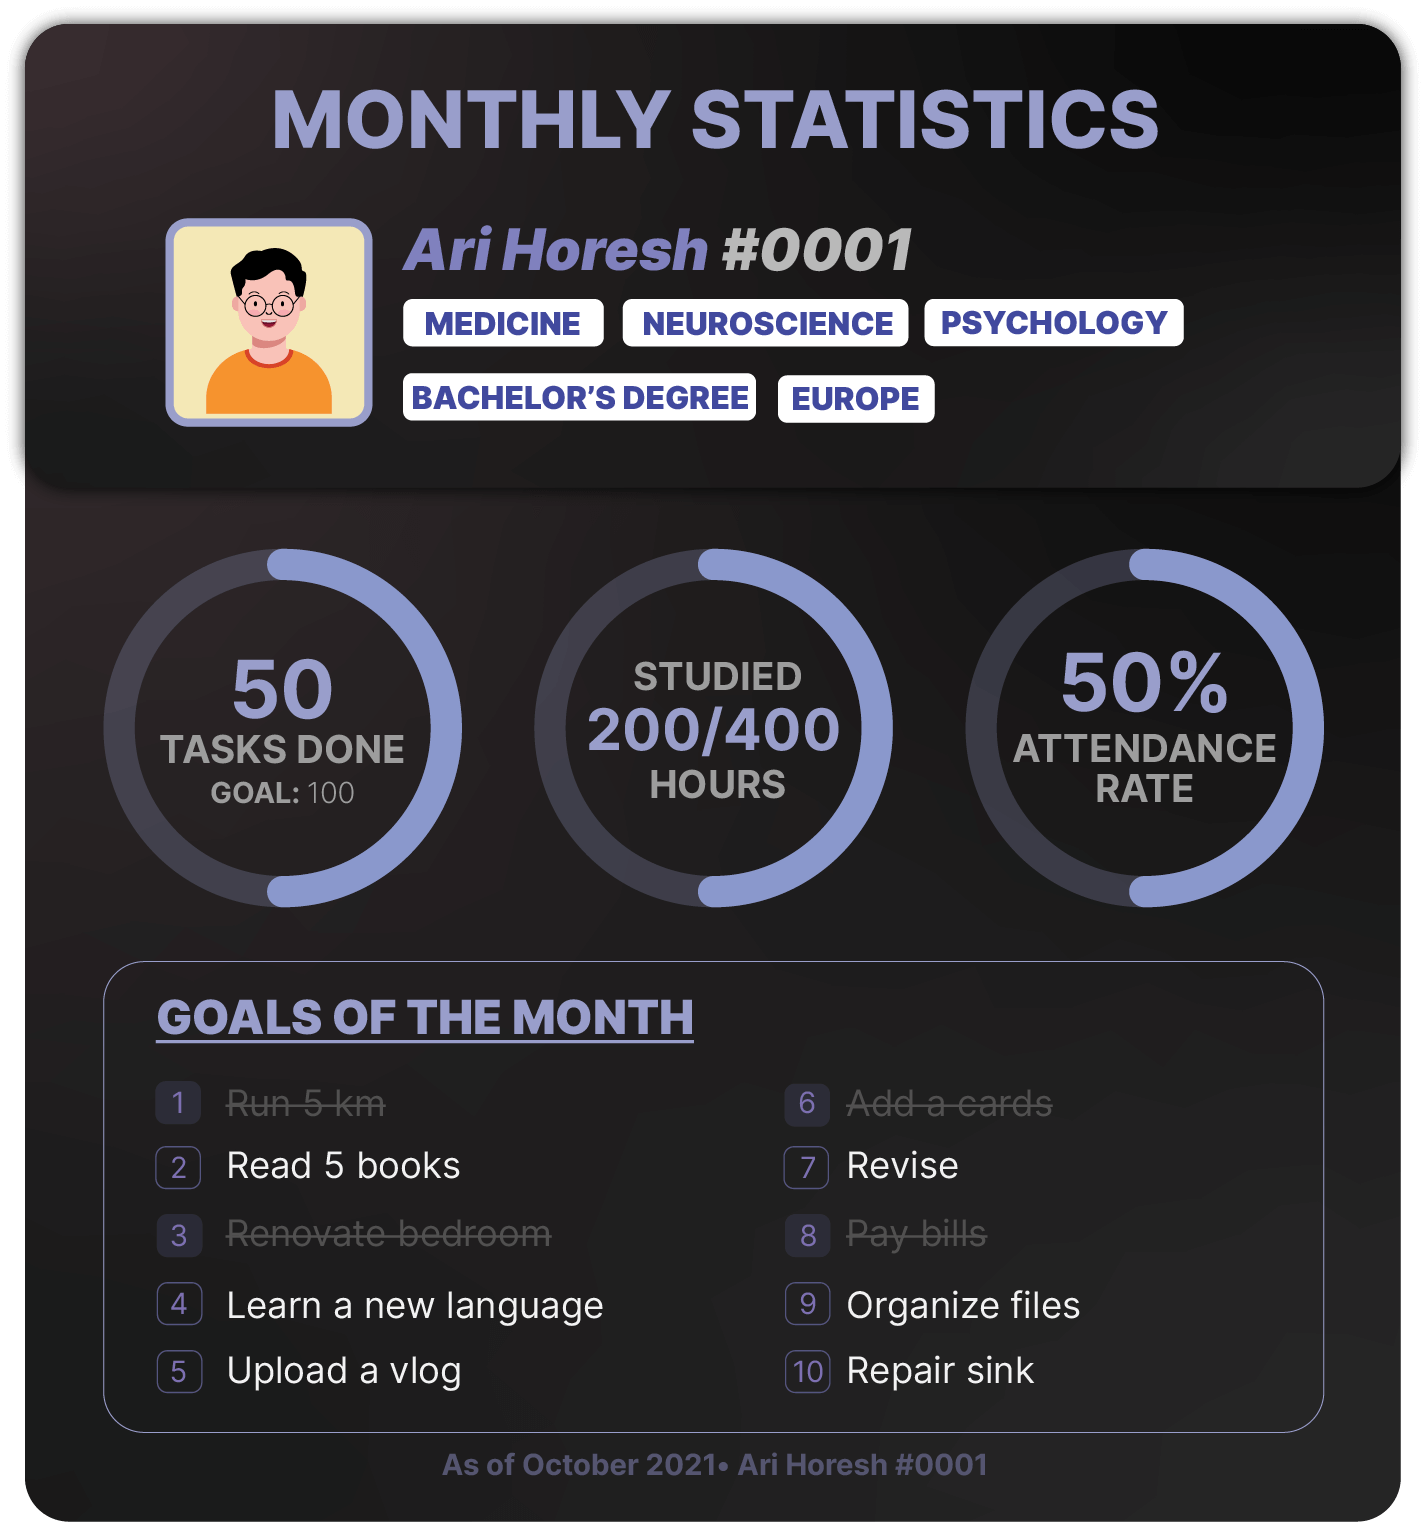 MONTHLY STATISTICS
Ari Horesh #0001
MEDICINE NEUROSCIENCE PSYCHOLOGY
BACHELOR’S DEGREE EUROPE
50
TASKS DONE
GOAL: 100
STUDIED
200/400
HOURS
50%
ATTENDANCE
RATE
GOALS OF THE MONTH
1 Run 5 km
2 Read 5 books
3 Renovate bedroom
4 Learn a new language
5 Upload a vlog
6 Add a cards
7 Revise
8 Pay bills
9 Organize files
10 Repair sink
As of October 2021• Ari Horesh #0001